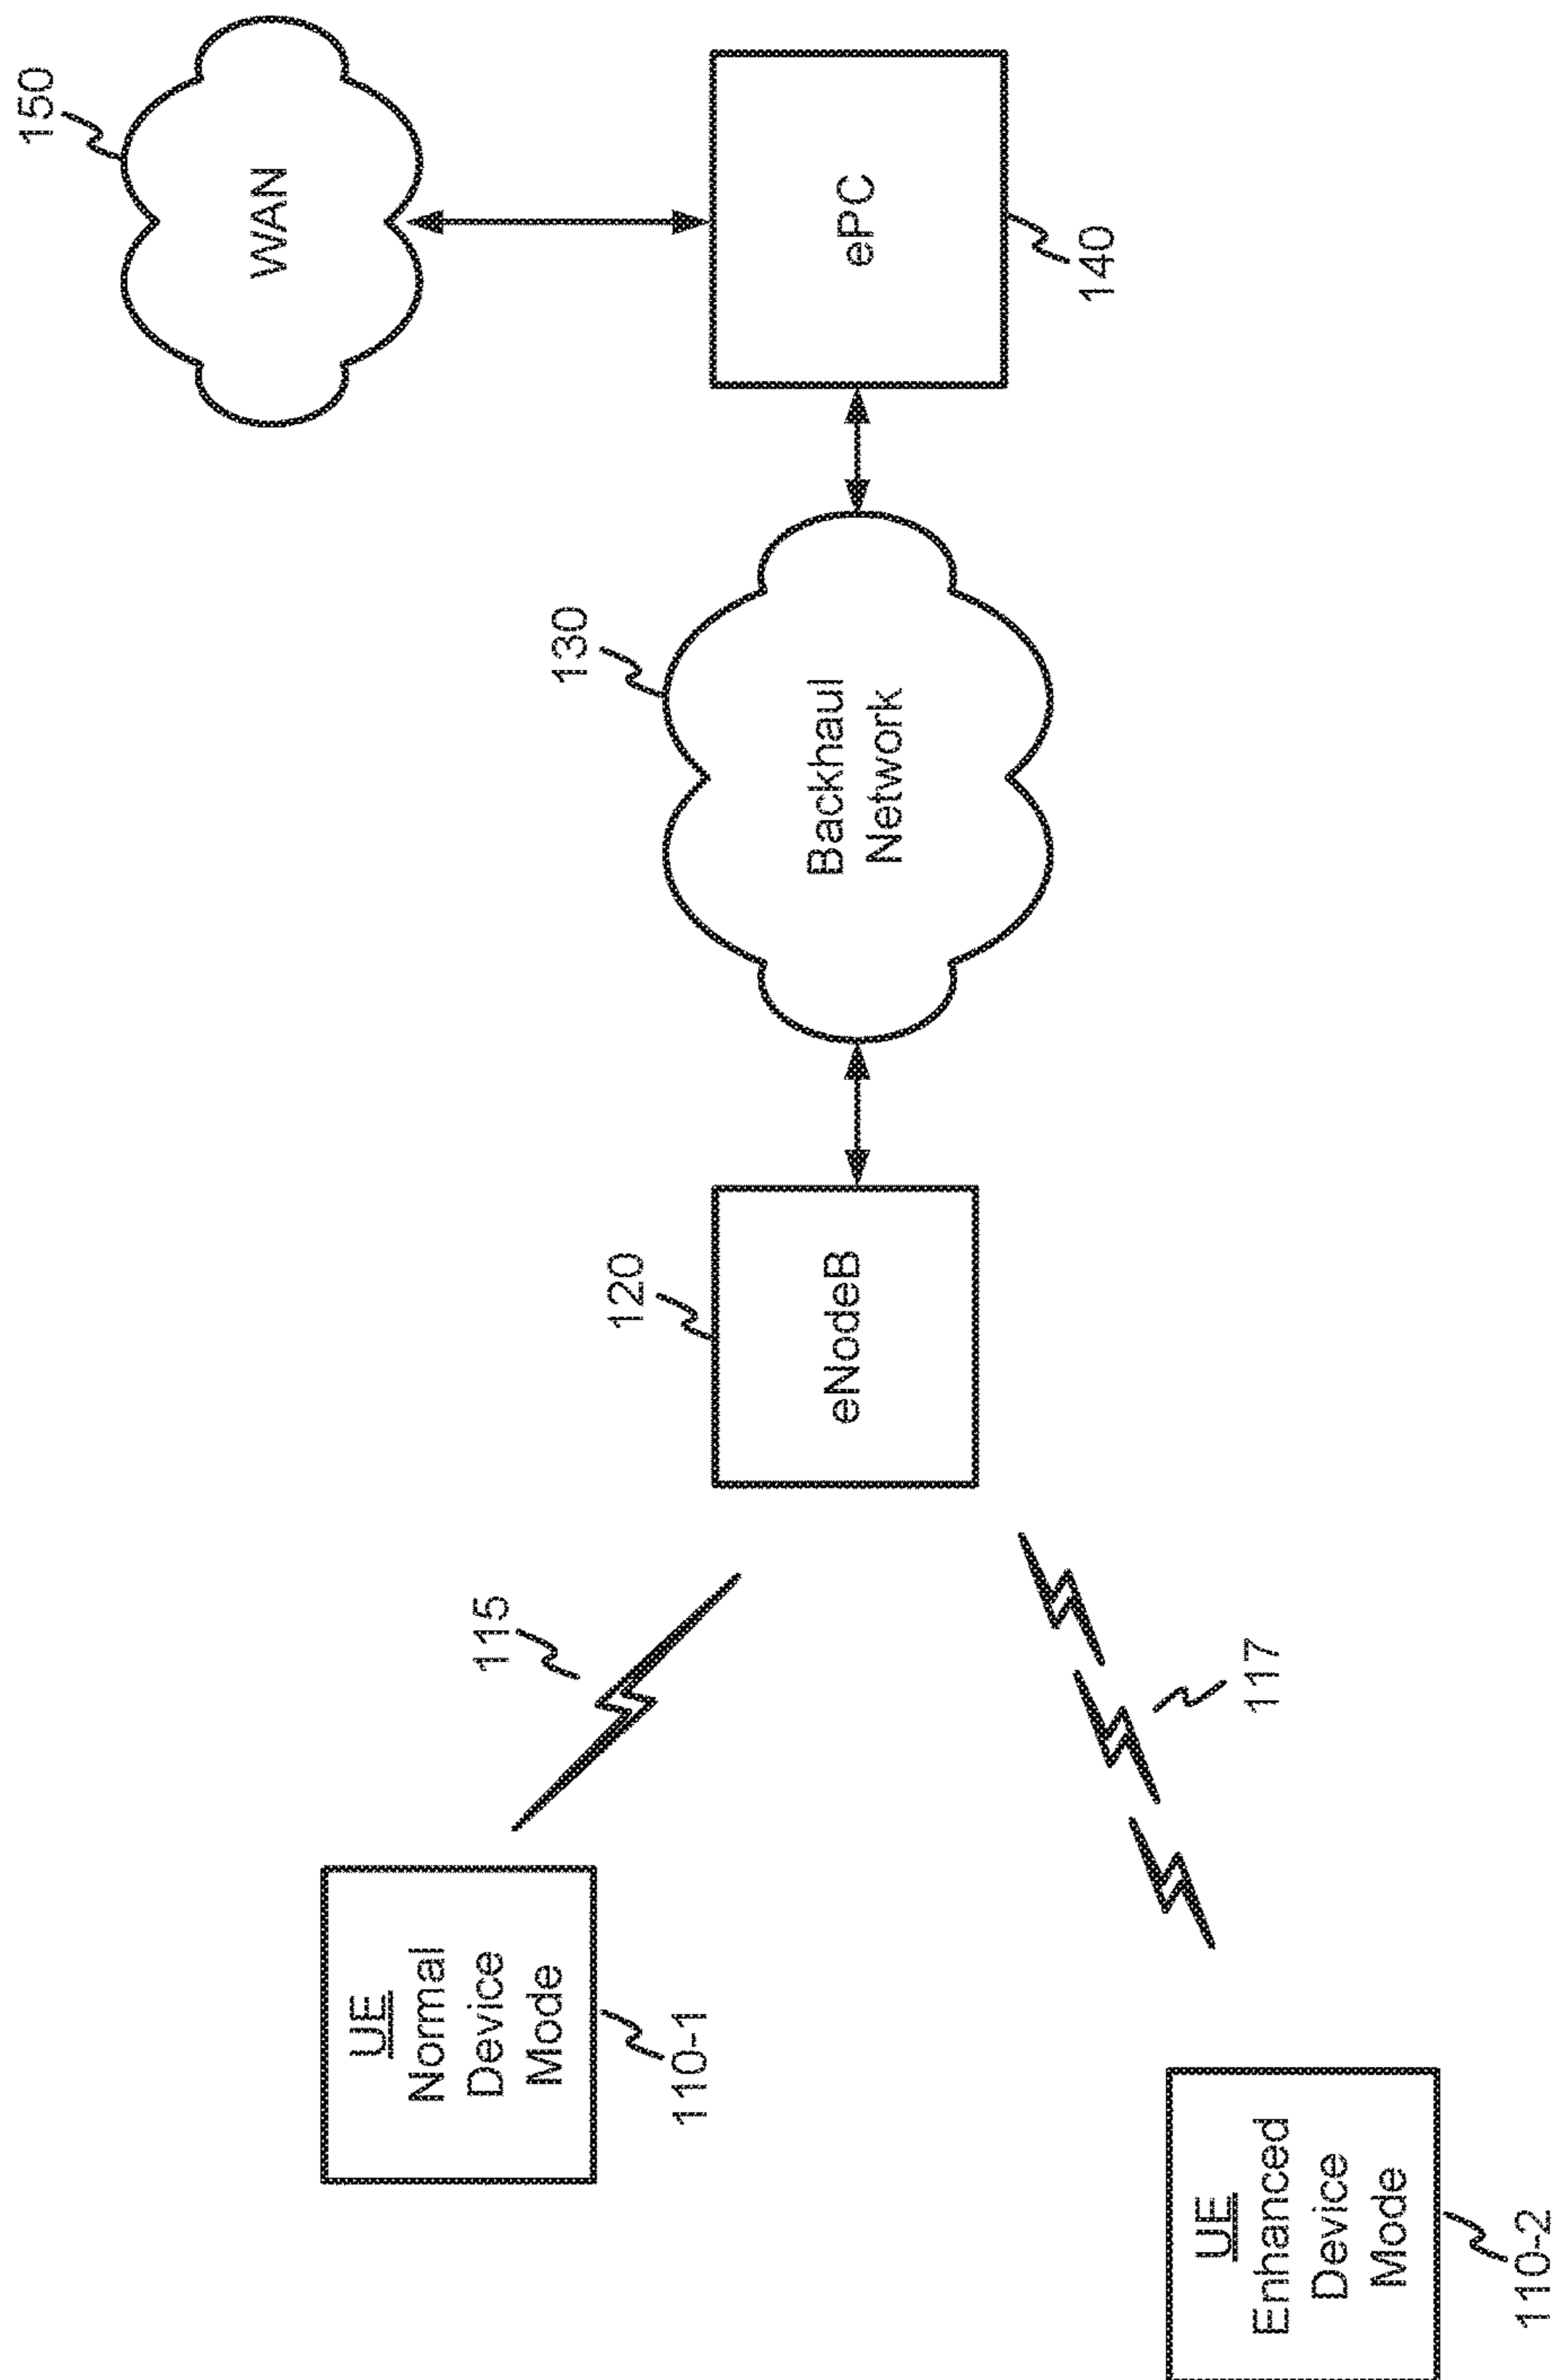 UE
Normal
Device
Mode
110-1
115
UE
Enhanced
Device
Mode
110-2
117
120
eNodeB
130
Backhaul
Network
150
WAN
ePC
140